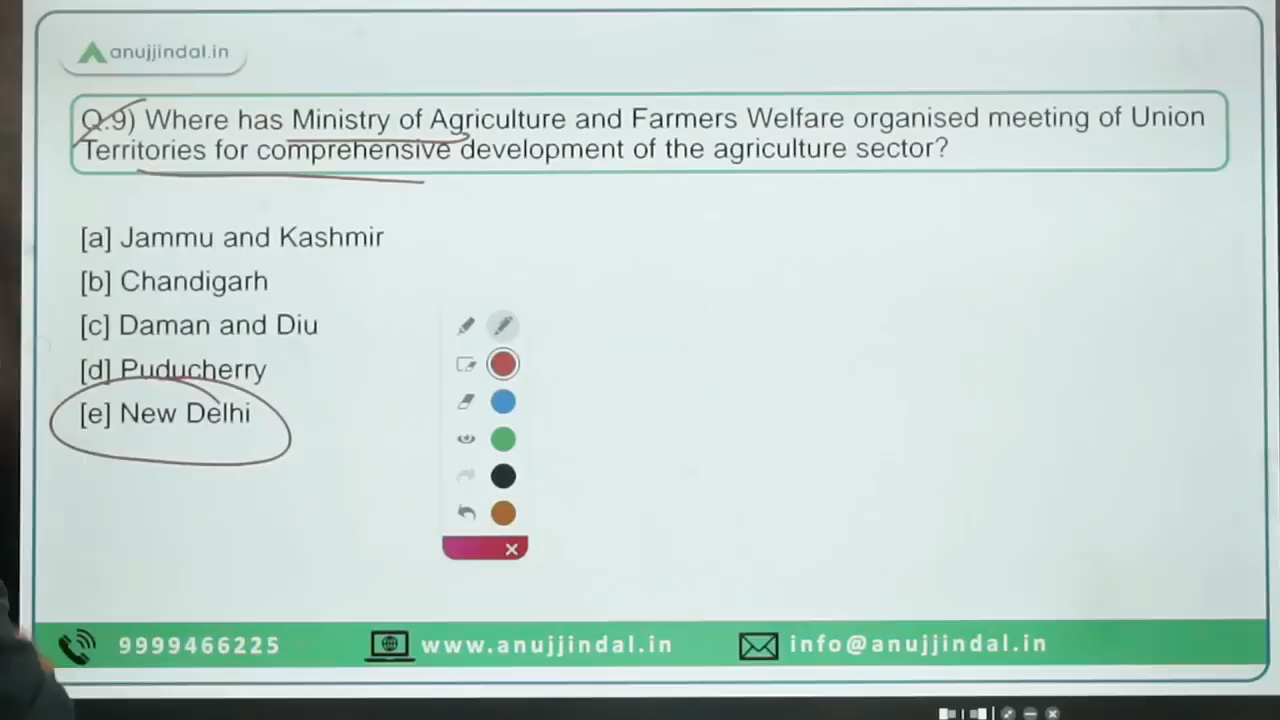 anujjindal.in
Q.9) Where has Ministry of Agriculture and Farmers Welfare organised meeting of Union
Territories for comprehensive development of the agriculture sector?
[a] Jammu and Kashmir
[b] Chandigarh
[c] Daman and Diu
[d] Puducherry
[e] New Delhi
9999466225
www.anujjindal.in
info@anujjindal.in